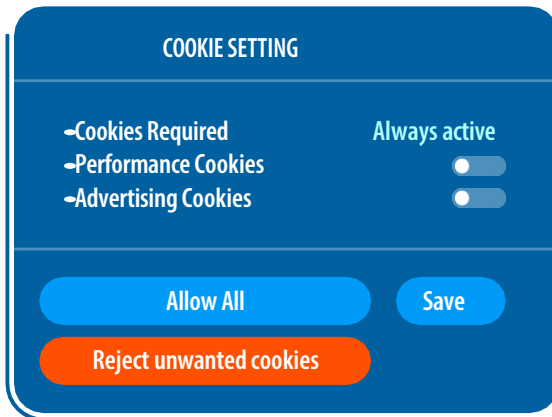 COOKIE SETTING
Cookies Required Always active
Performance Cookies
Advertising Cookies
Allow All Save
Reject unwanted cookies